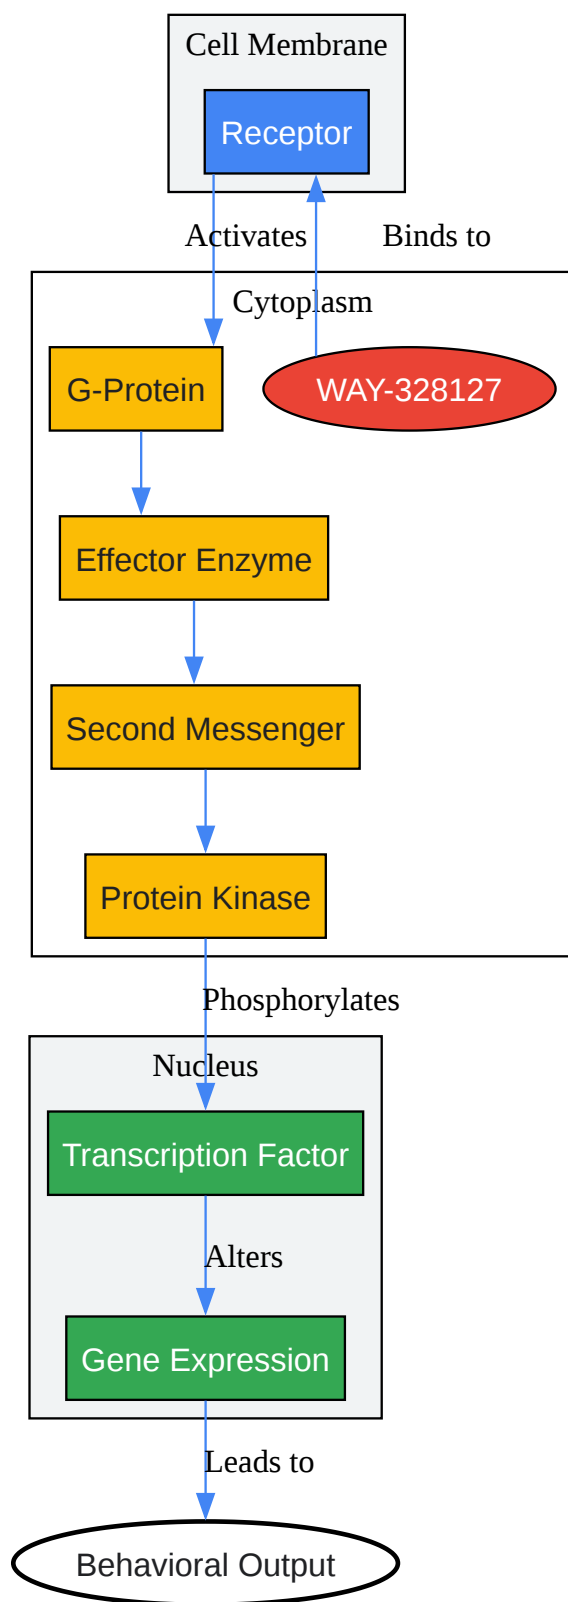 Cell Membrane
Receptor
Activates
Binds to
Cytoplasm
G-Protein
WAY-328127
Effector Enzyme
Second Messenger
Protein Kinase
Phosphorylates
Nucleus
Transcription Factor
Alters
Gene Expression
Leads to
Behavioral Output